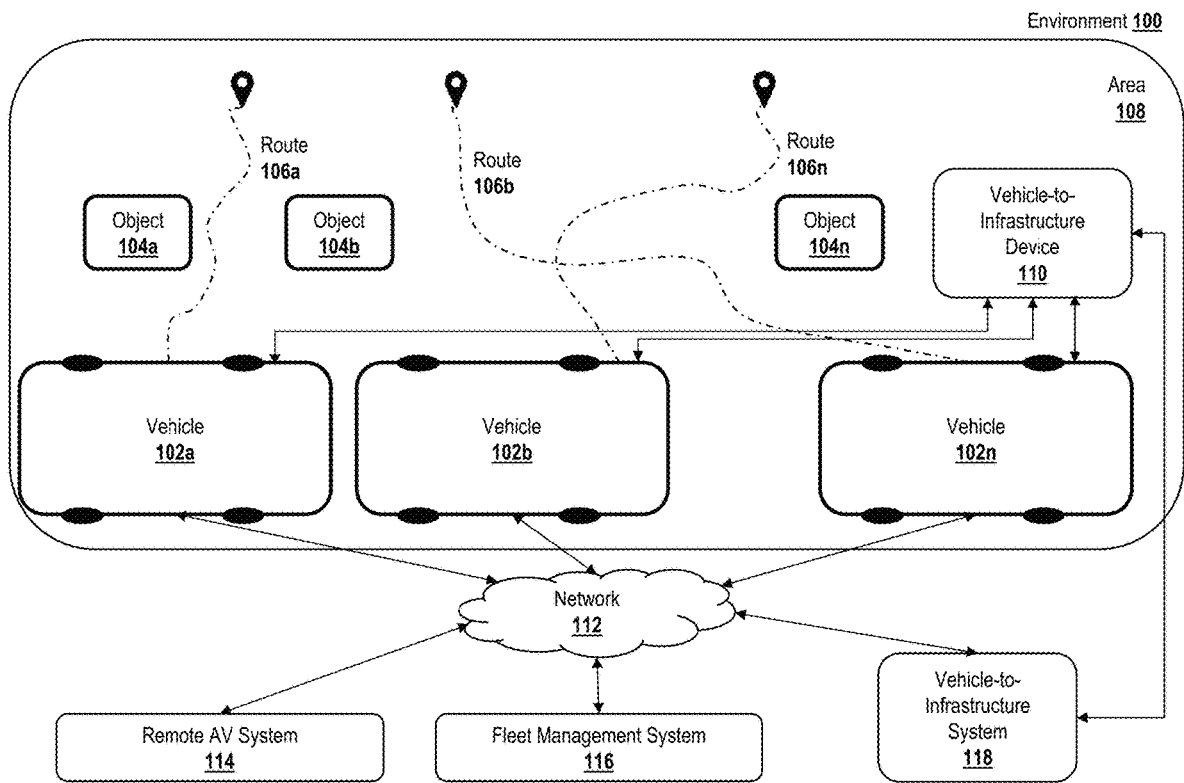 Environment 100
Area
108
Route
106a
Route
106b
Route
106n
Object
104a
Object
104b
Object
104n
Vehicle-to-
Infrastructure
Device
110
Vehicle
102a
Vehicle
102b
Vehicle
102n
Network
112
Remote AV System
114
Fleet Management System
116
Vehicle-to-
Infrastructure
System
118